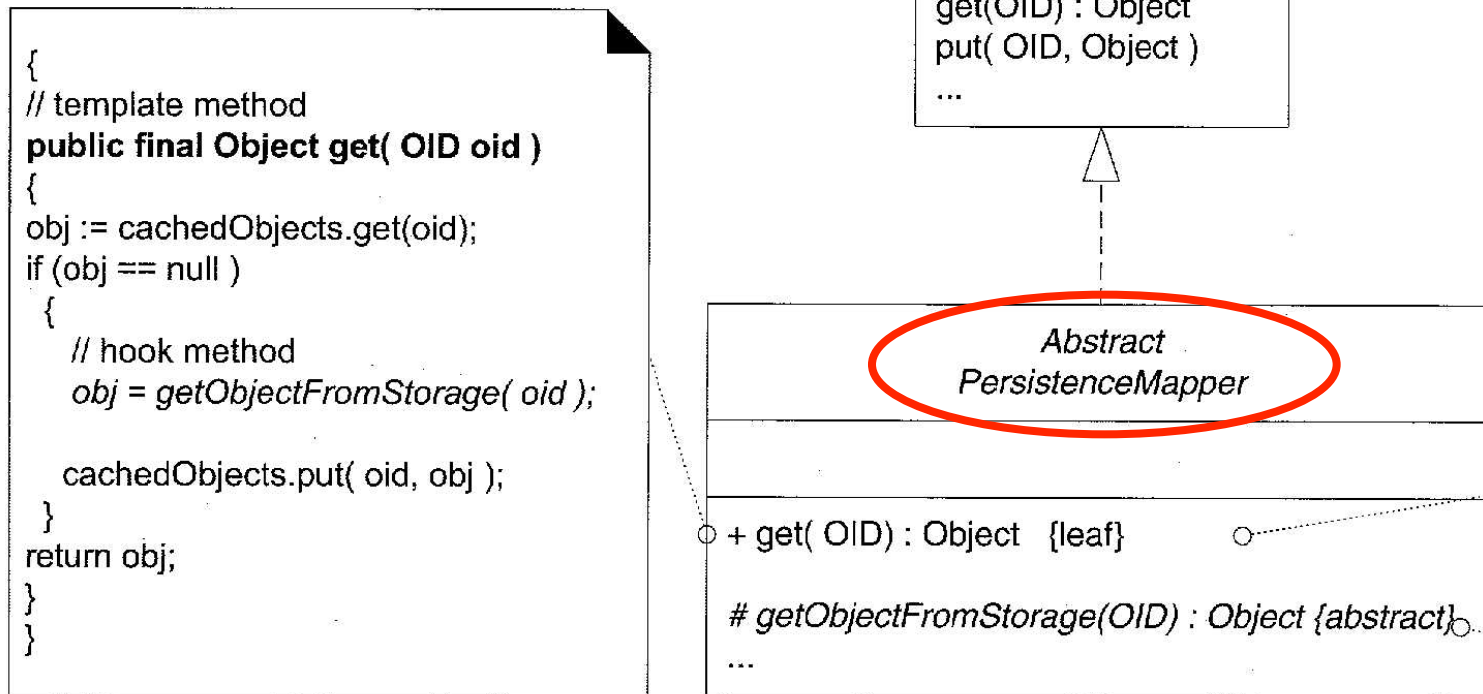 {
// template method
public final Object get( OID oid )
{
obj := cachedObjects.get(oid);
if (obj == null )
{
// hook method
obj = getObjectFromStorage( oid );
cachedObjects.put( oid, obj );
}
return obj;
}
}
get(OID) : Object
put( OID, Object )
...
Abstract
PersistenceMapper
+ get( OID) : Object {leaf}
# getObjectFromStorage(OID) : Object {abstract}
...